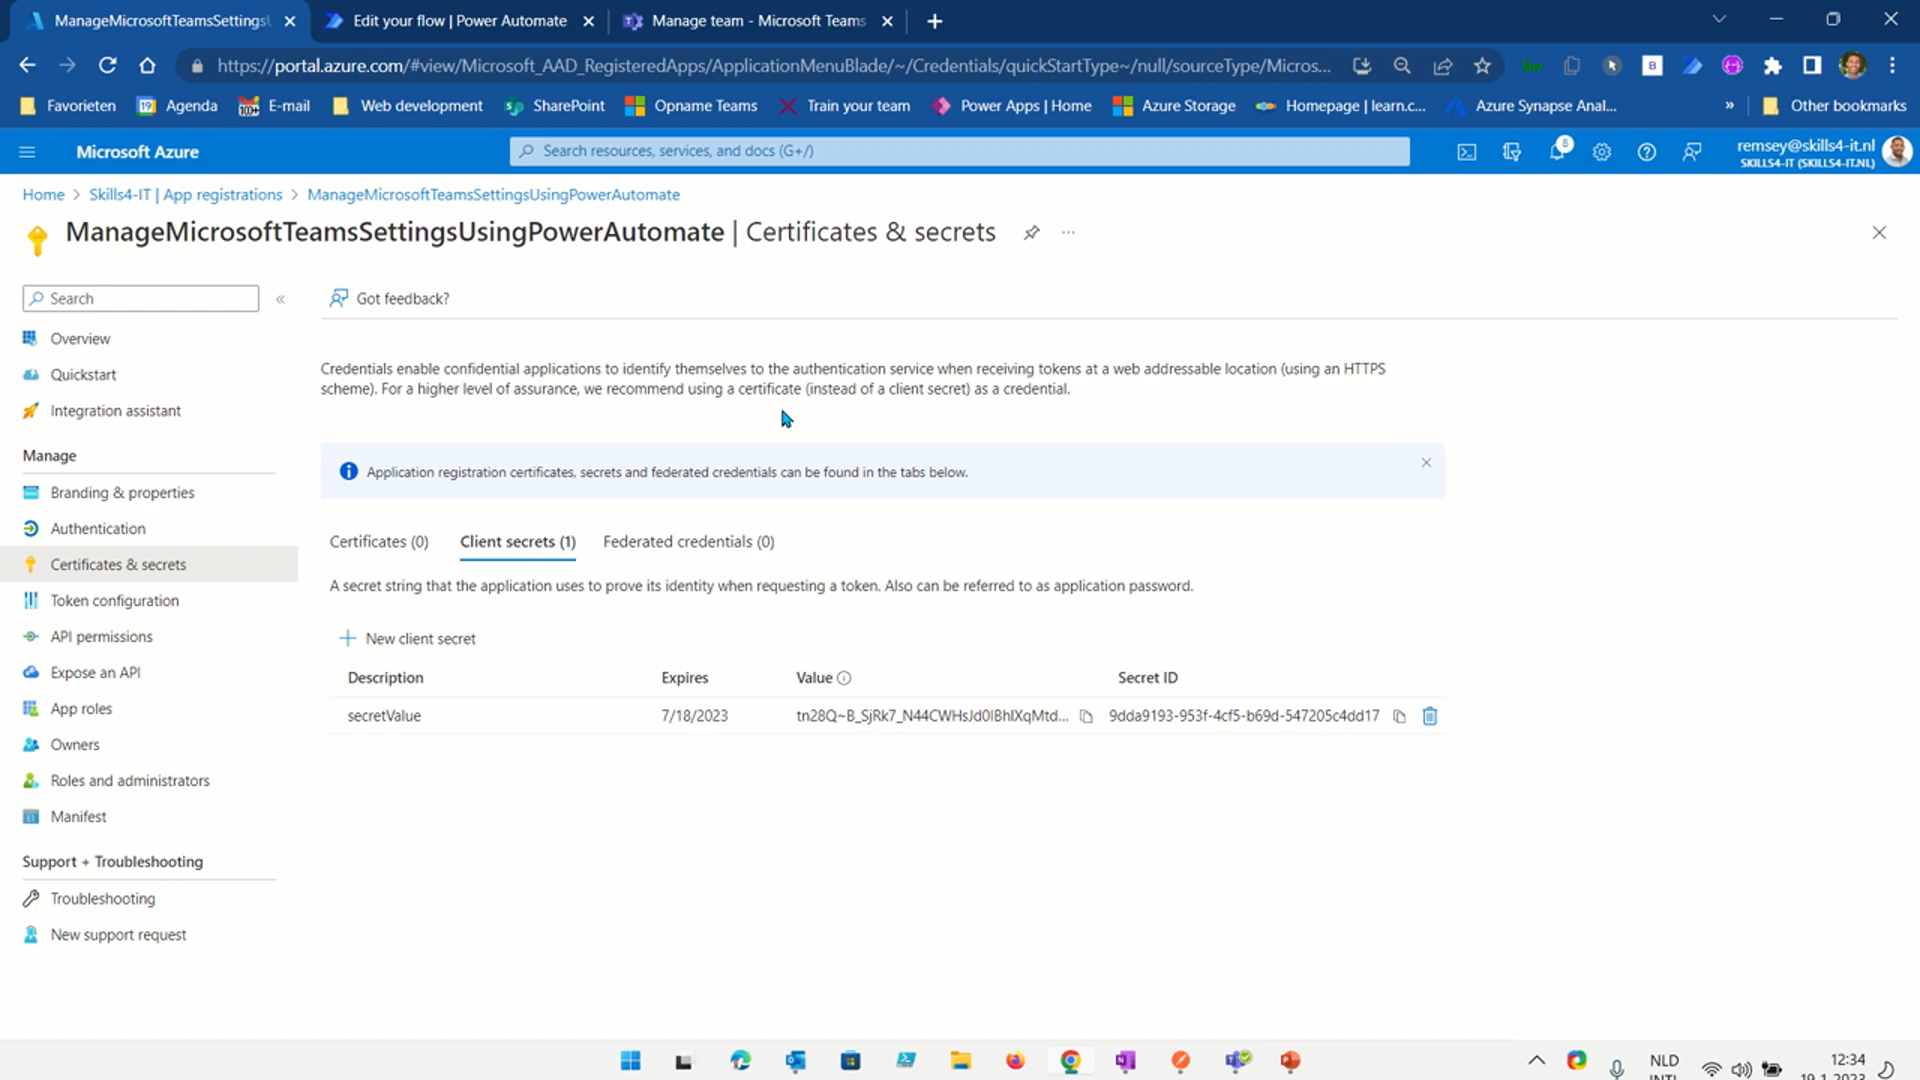 ManageMicrosoftTeamsSettingsU
Edit your flow | Power Automate
Manage team - Microsoft Teams
https://portal.azure.com/#view/Microsoft_AAD_RegisteredApps/ApplicationMenuBlade/~/Credentials/quickStartType~/null/sourceType/Micros...
Favorieten
Agenda
E-mail
Web development
SharePoint
Opname Teams
Train your team
Power Apps | Home
Azure Storage
Homepage | learn.c...
Azure Synapse Anal...
»
Other bookmarks
Microsoft Azure
Search resources, services, and docs (G+/)
8
remsey@skills4-it.nl
SKILLS4-IT (SKILLS4-IT.NL)
Home > Skills4-IT | App registrations > ManageMicrosoftTeamsSettingsUsingPowerAutomate
ManageMicrosoftTeamsSettingsUsingPowerAutomate | Certificates & secrets
Search
Got feedback?
Overview
Quickstart
Integration assistant
Manage
Branding & properties
Authentication
Certificates & secrets
Token configuration
API permissions
Expose an API
App roles
Owners
Roles and administrators
Manifest
Support + Troubleshooting
Troubleshooting
New support request
Credentials enable confidential applications to identify themselves to the authentication service when receiving tokens at a web addressable location (using an HTTPS
scheme). For a higher level of assurance, we recommend using a certificate (instead of a client secret) as a credential.
Application registration certificates, secrets and federated credentials can be found in the tabs below.
Certificates (0)
Client secrets (1)
Federated credentials (0)
A secret string that the application uses to prove its identity when requesting a token. Also can be referred to as application password.
New client secret
Description
Expires
Value
Secret ID
secretValue
7/18/2023
tn28Q~B_SjRk7_N44CWHsJd0IBhIXqMtd...
9dda9193-953f-4cf5-b69d-547205c4dd17
NLD
INTL
12:34
19-1-2023